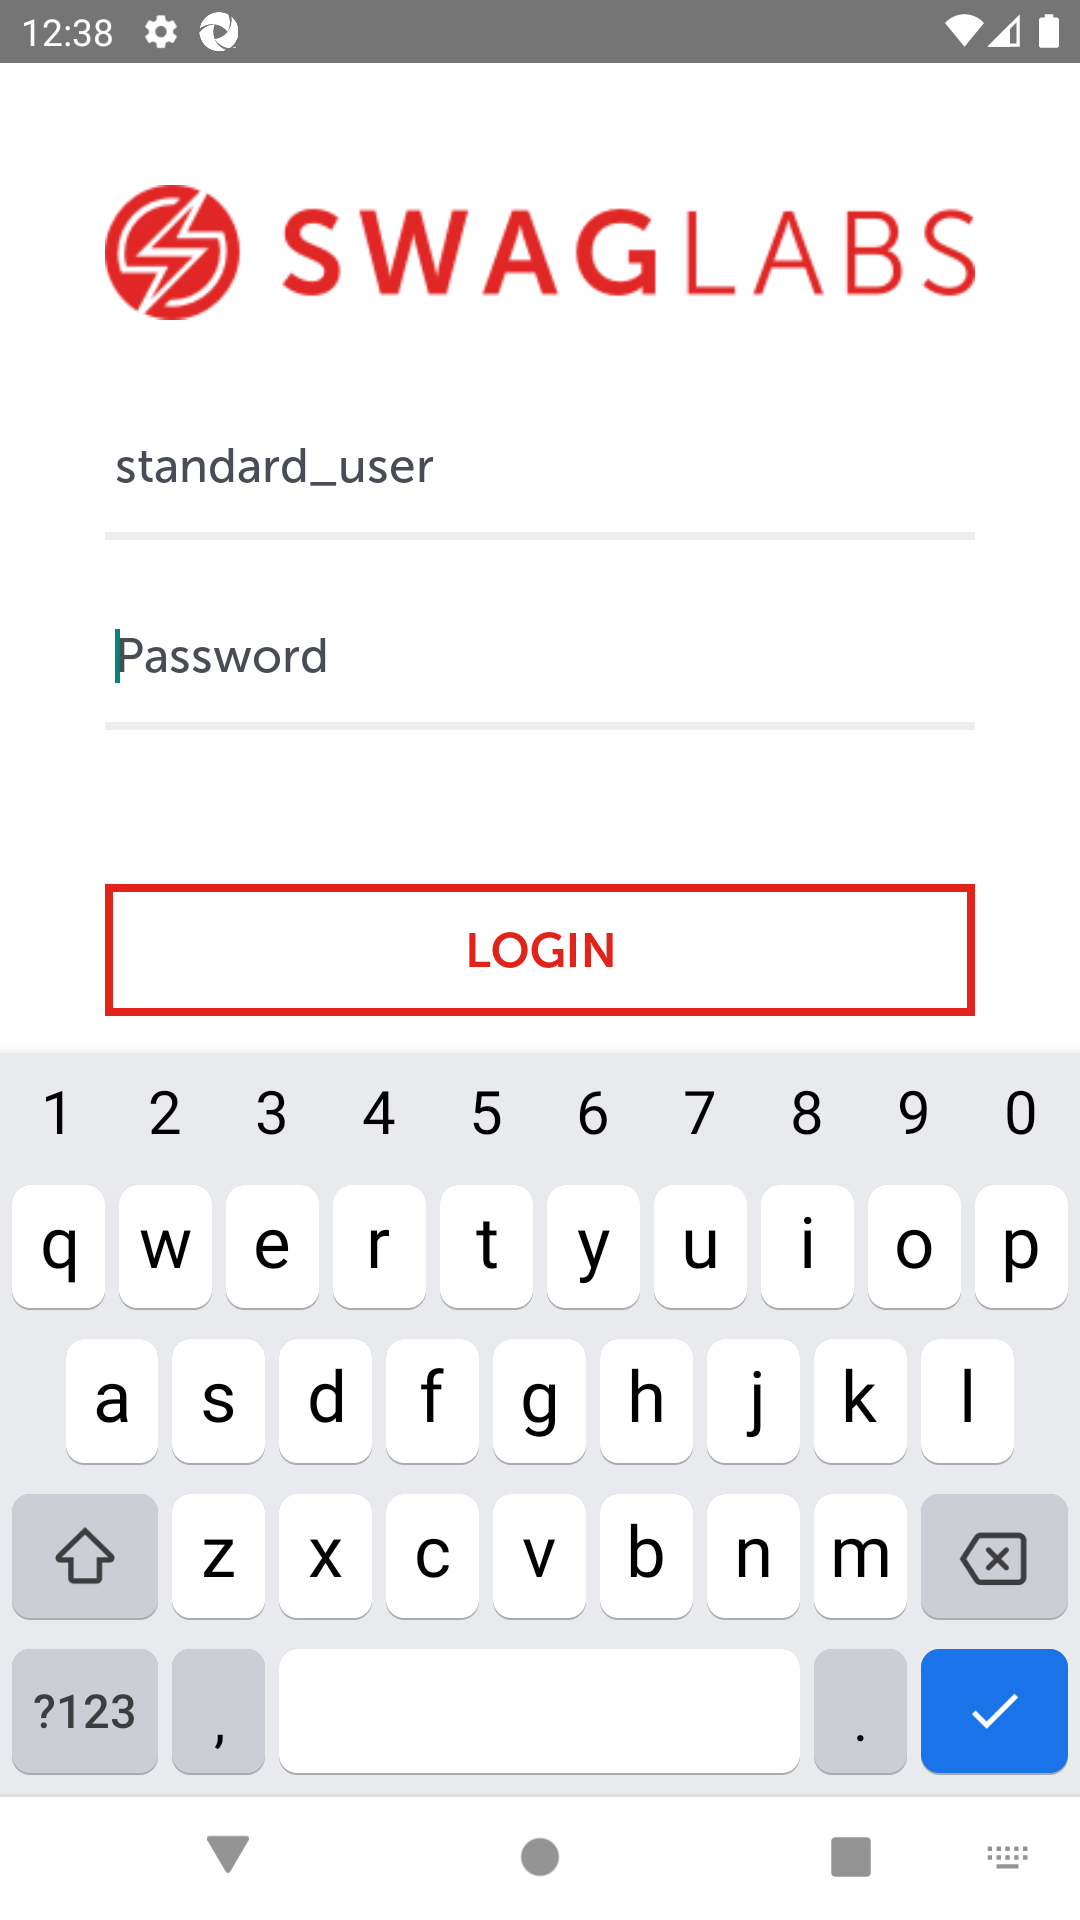 12:38
SWAGLABS
standard_user
Password
LOGIN
1 2 3 4 5 6 7 8 9 0
q w e r t y u i o p
a s d f g h j k l
z x c v b n m
?123 , .